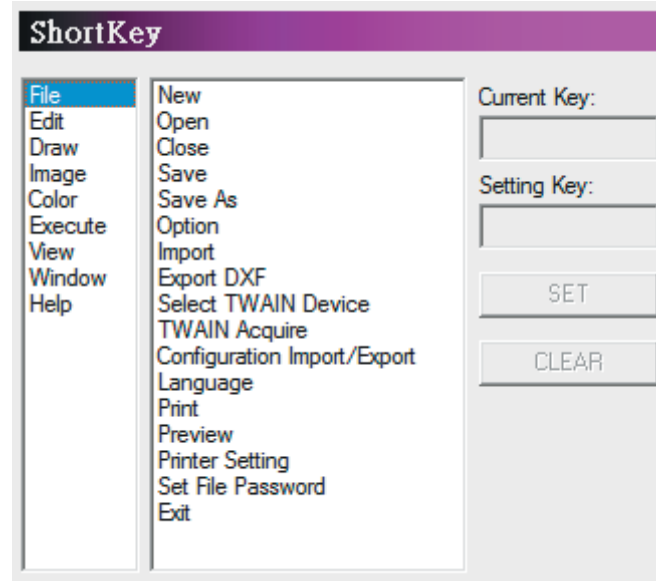 ShortKey
File
Edit
Draw
Image
Color
Execute
View
Window
Help
New
Open
Close
Save
Save As
Option
Import
Export DXF
Select TWAIN Device
TWAIN Acquire
Configuration Import/Export
Language
Print
Preview
Printer Setting
Set File Password
Exit
Current Key:
Setting Key:
SET
CLEAR